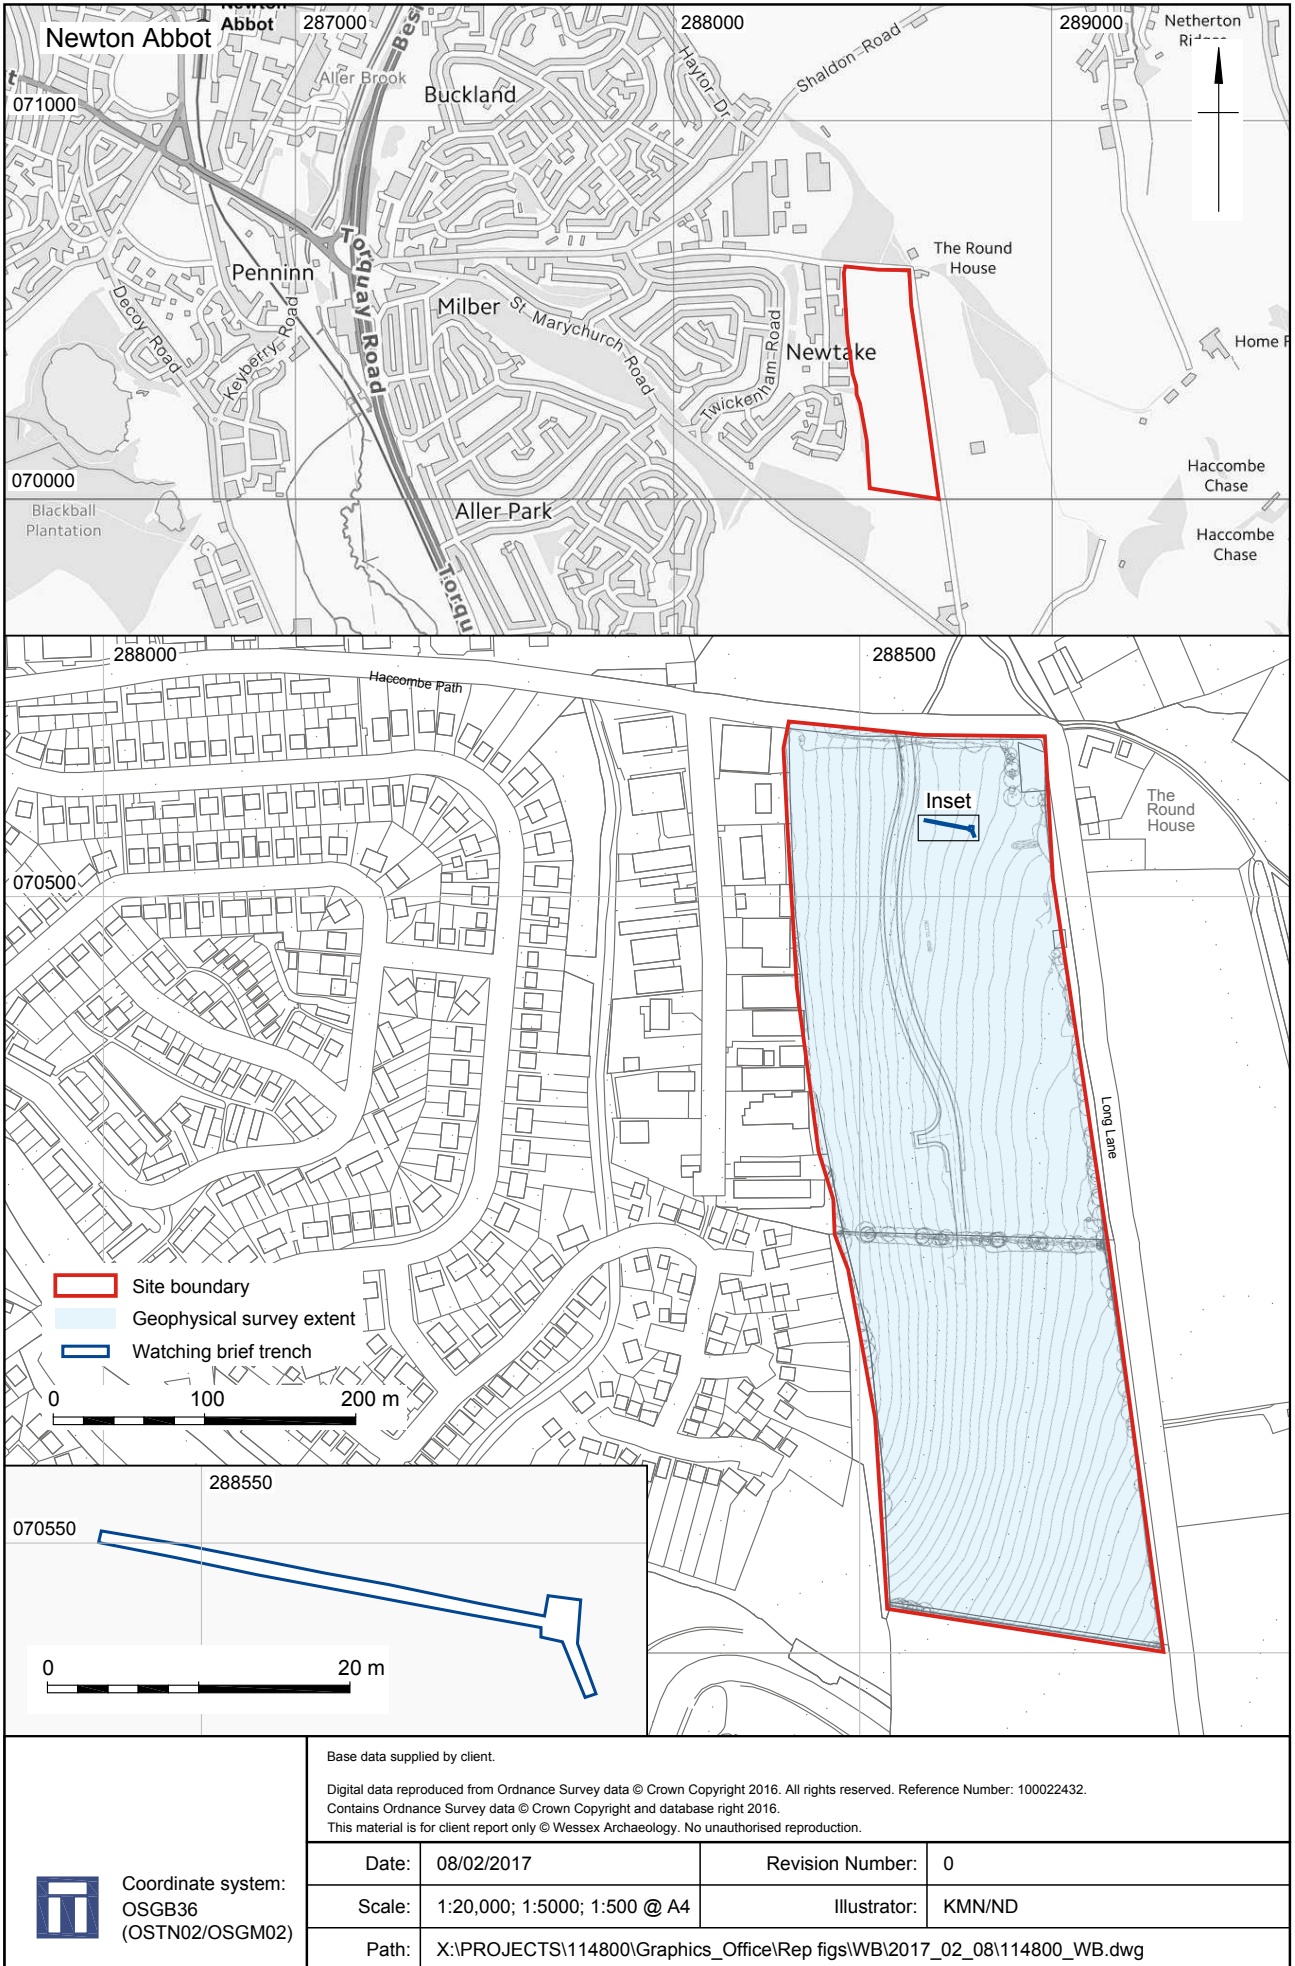 Newton Abbot
Newton
Abbot
287000
288000
289000
Netherton
Aller Brook
Buckland
Haytor Dr
Shaldon Road
071000
The Round
House
Penninn
Torquay Road
Milber
St Marychurch Road
Decoy Road
Keyberry Road
Newtake
Twickenham Road
Home F
070000
Blackball
Plantation
Aller Park
Haccombe
Chase
Haccombe
Chase
Torqu
288000
288500
Haccombe Path
Inset
The
Round
House
070500
Long Lane
Site boundary
Geophysical survey extent
Watching brief trench
0 100 200 m
288550
070550
0 20 m
Base data supplied by client.
Digital data reproduced from Ordnance Survey data © Crown Copyright 2016. All rights reserved. Reference Number: 100022432.
Contains Ordnance Survey data © Crown Copyright and database right 2016.
This material is for client report only © Wessex Archaeology. No unauthorised reproduction.
Coordinate system:
OSGB36
(OSTN02/OSGM02)
Date: 08/02/2017 Revision Number: 0
Scale: 1:20,000; 1:5000; 1:500 @ A4 Illustrator: KMN/ND
Path: X:\PROJECTS\114800\Graphics_Office\Rep figs\WB\2017_02_08\114800_WB.dwg